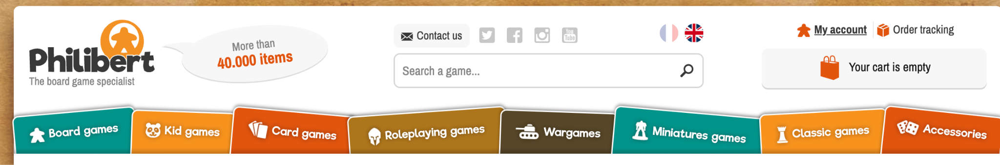 Philibert
The board game specialist
More than
40.000 items
Contact us
You
Tube
Search a game...
My account
Order tracking
Your cart is empty
Board games
Kid games
Card games
Roleplaying games
Wargames
Miniatures games
Classic games
Accessories